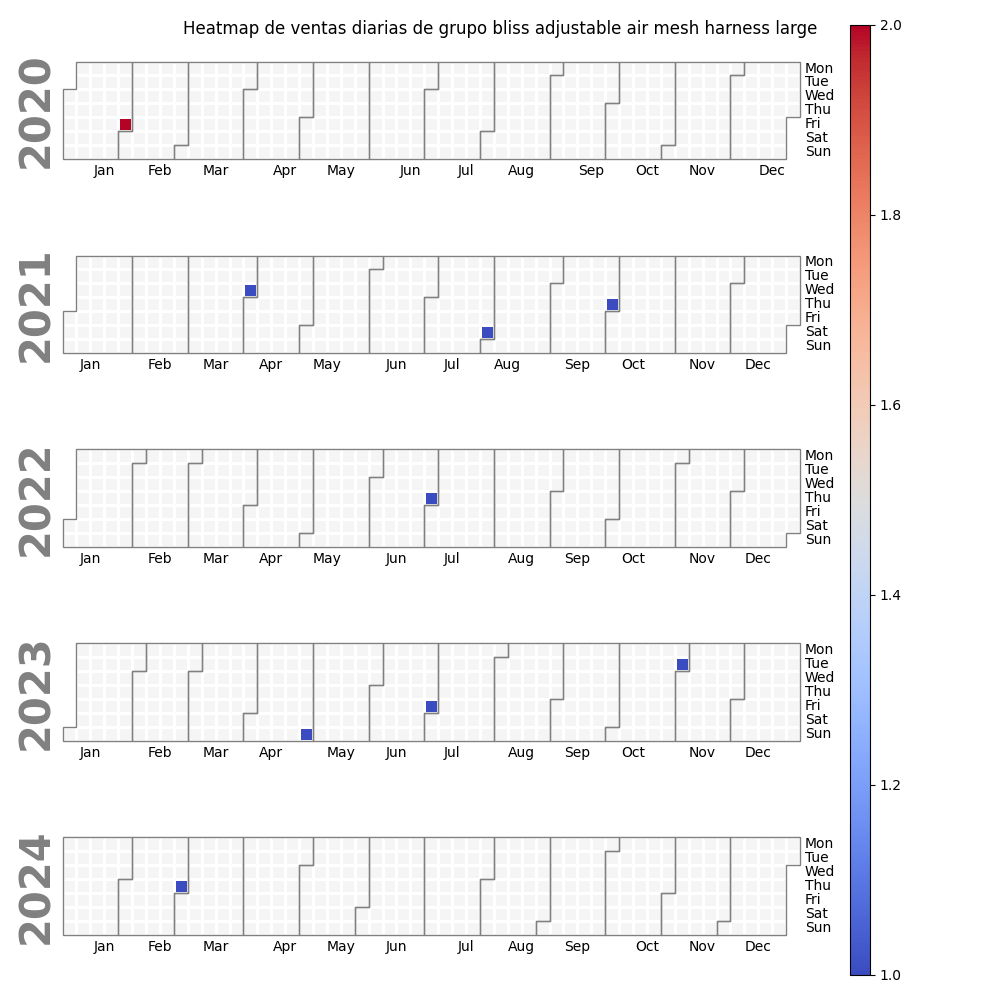 Heatmap de ventas diarias de grupo bliss adjustable air mesh harness large
2020
Mon
Tue
Wed
Thu
Fri
Sat
Sun
Jan Feb Mar Apr May Jun Jul Aug Sep Oct Nov Dec
2021
Mon
Tue
Wed
Thu
Fri
Sat
Sun
Jan Feb Mar Apr May Jun Jul Aug Sep Oct Nov Dec
2022
Mon
Tue
Wed
Thu
Fri
Sat
Sun
Jan Feb Mar Apr May Jun Jul Aug Sep Oct Nov Dec
2023
Mon
Tue
Wed
Thu
Fri
Sat
Sun
Jan Feb Mar Apr May Jun Jul Aug Sep Oct Nov Dec
2024
Mon
Tue
Wed
Thu
Fri
Sat
Sun
Jan Feb Mar Apr May Jun Jul Aug Sep Oct Nov Dec
2.0
1.8
1.6
1.4
1.2
1.0